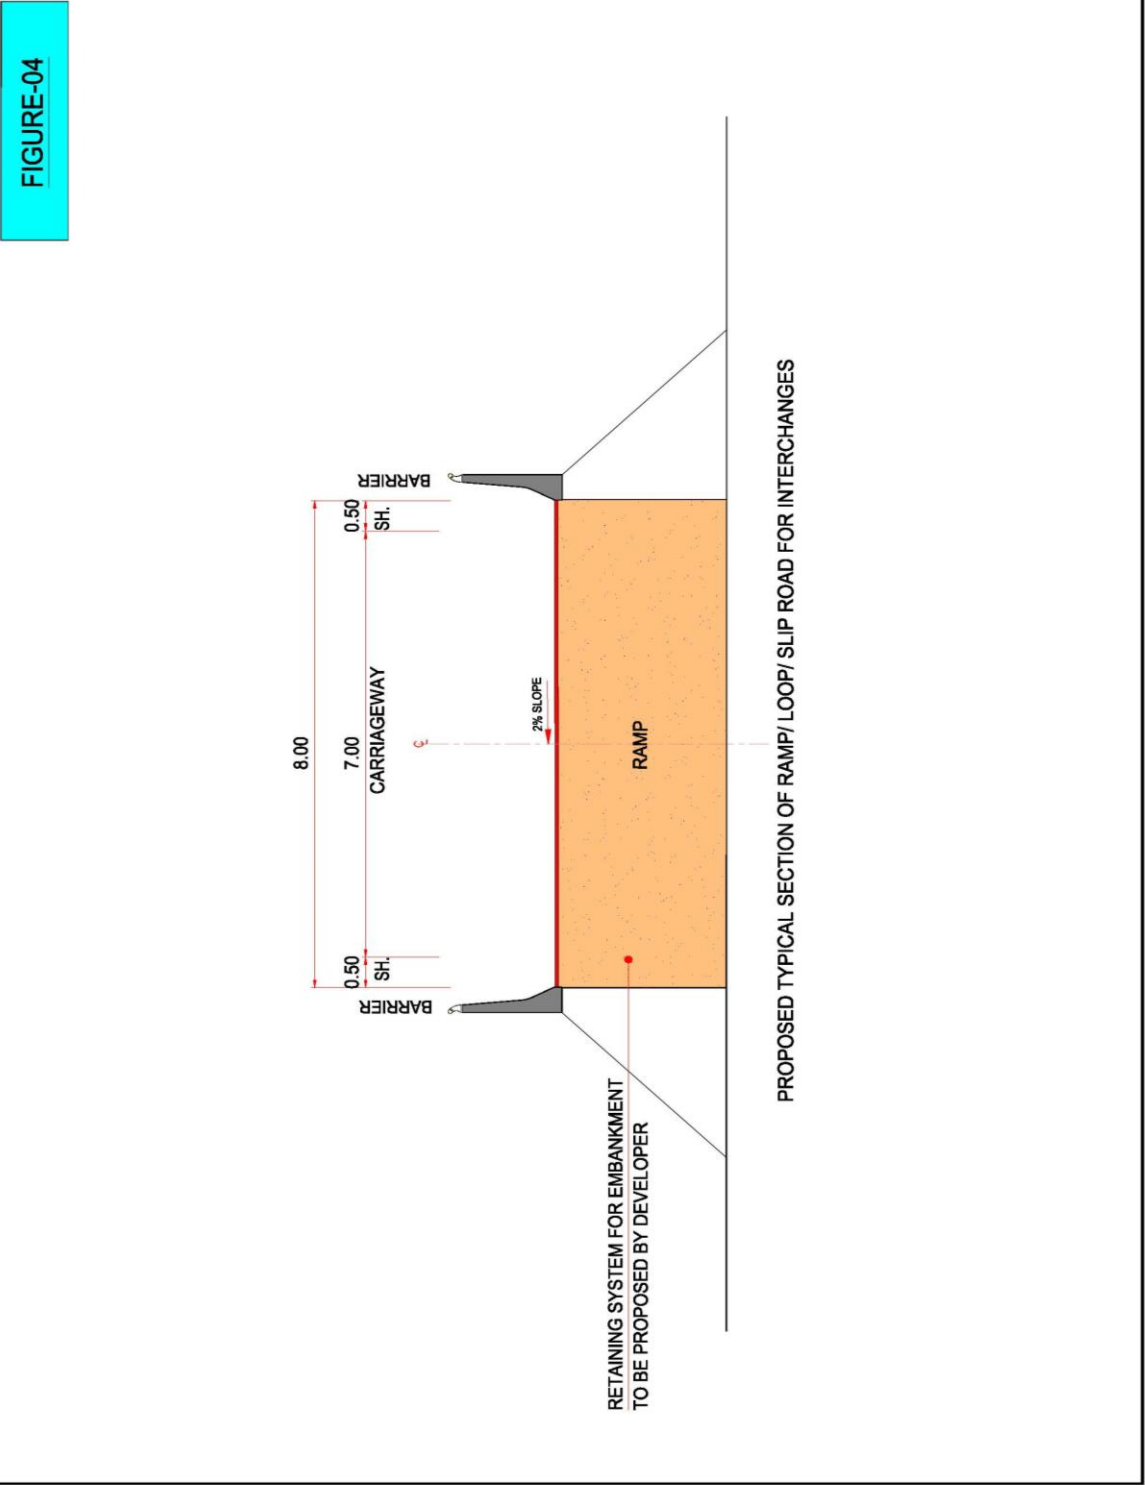 FIGURE-04
8.00
0.50
7.00
0.50
SH.
CARRIAGEWAY
SH.
BARRIER
BARRIER
℄
2% SLOPE
RAMP
RETAINING SYSTEM FOR EMBANKMENT
TO BE PROPOSED BY DEVELOPER
PROPOSED TYPICAL SECTION OF RAMP/ LOOP/ SLIP ROAD FOR INTERCHANGES